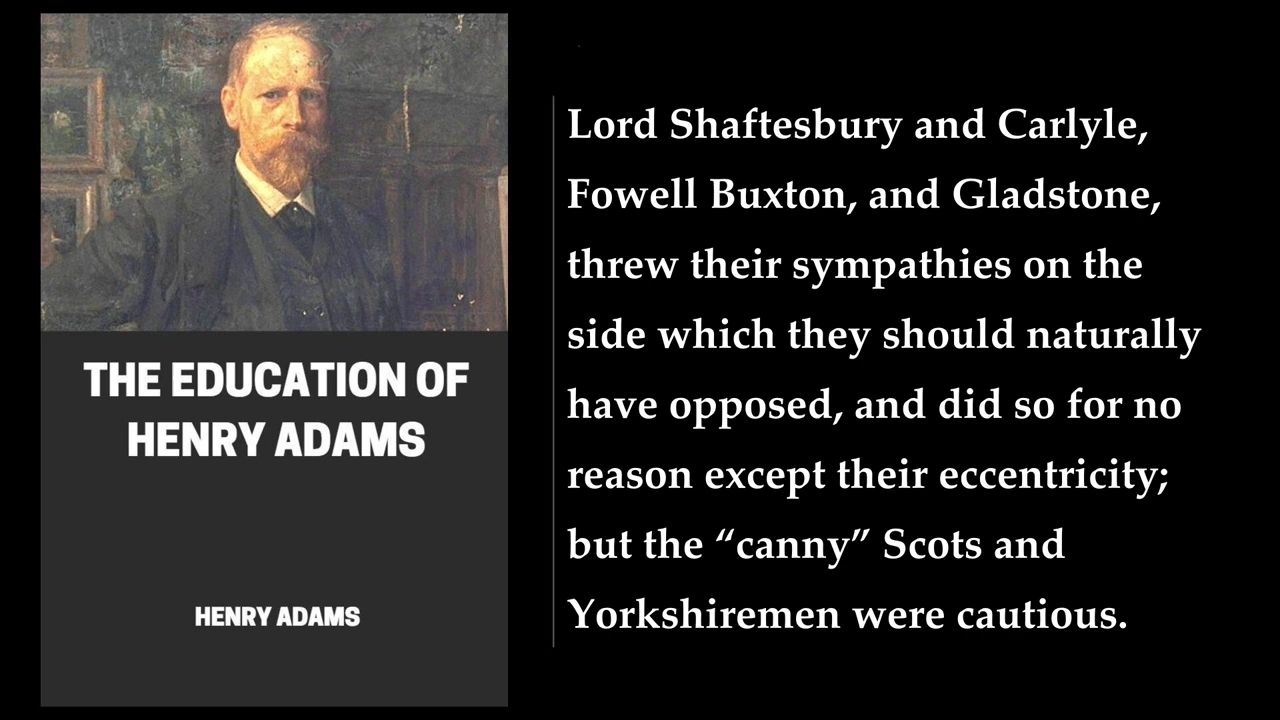 THE EDUCATION OF
HENRY ADAMS
HENRY ADAMS
Lord Shaftesbury and Carlyle,
Fowell Buxton, and Gladstone,
threw their sympathies on the
side which they should naturally
have opposed, and did so for no
reason except their eccentricity;
but the “canny” Scots and
Yorkshiremen were cautious.